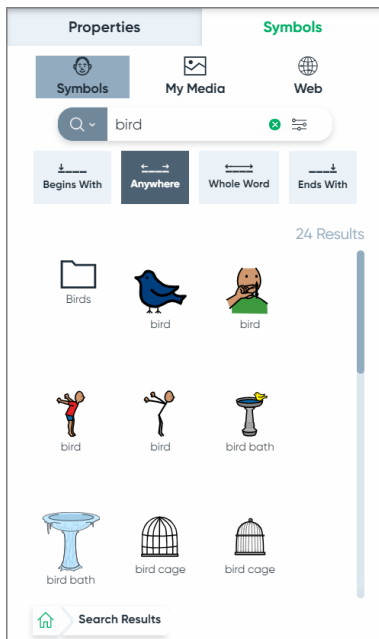 Properties Symbols
Symbols My Media Web
bird
Begins With Anywhere Whole Word Ends With
24 Results
Birds bird bird
bird bird bird bath
bird bath bird cage bird cage
Search Results